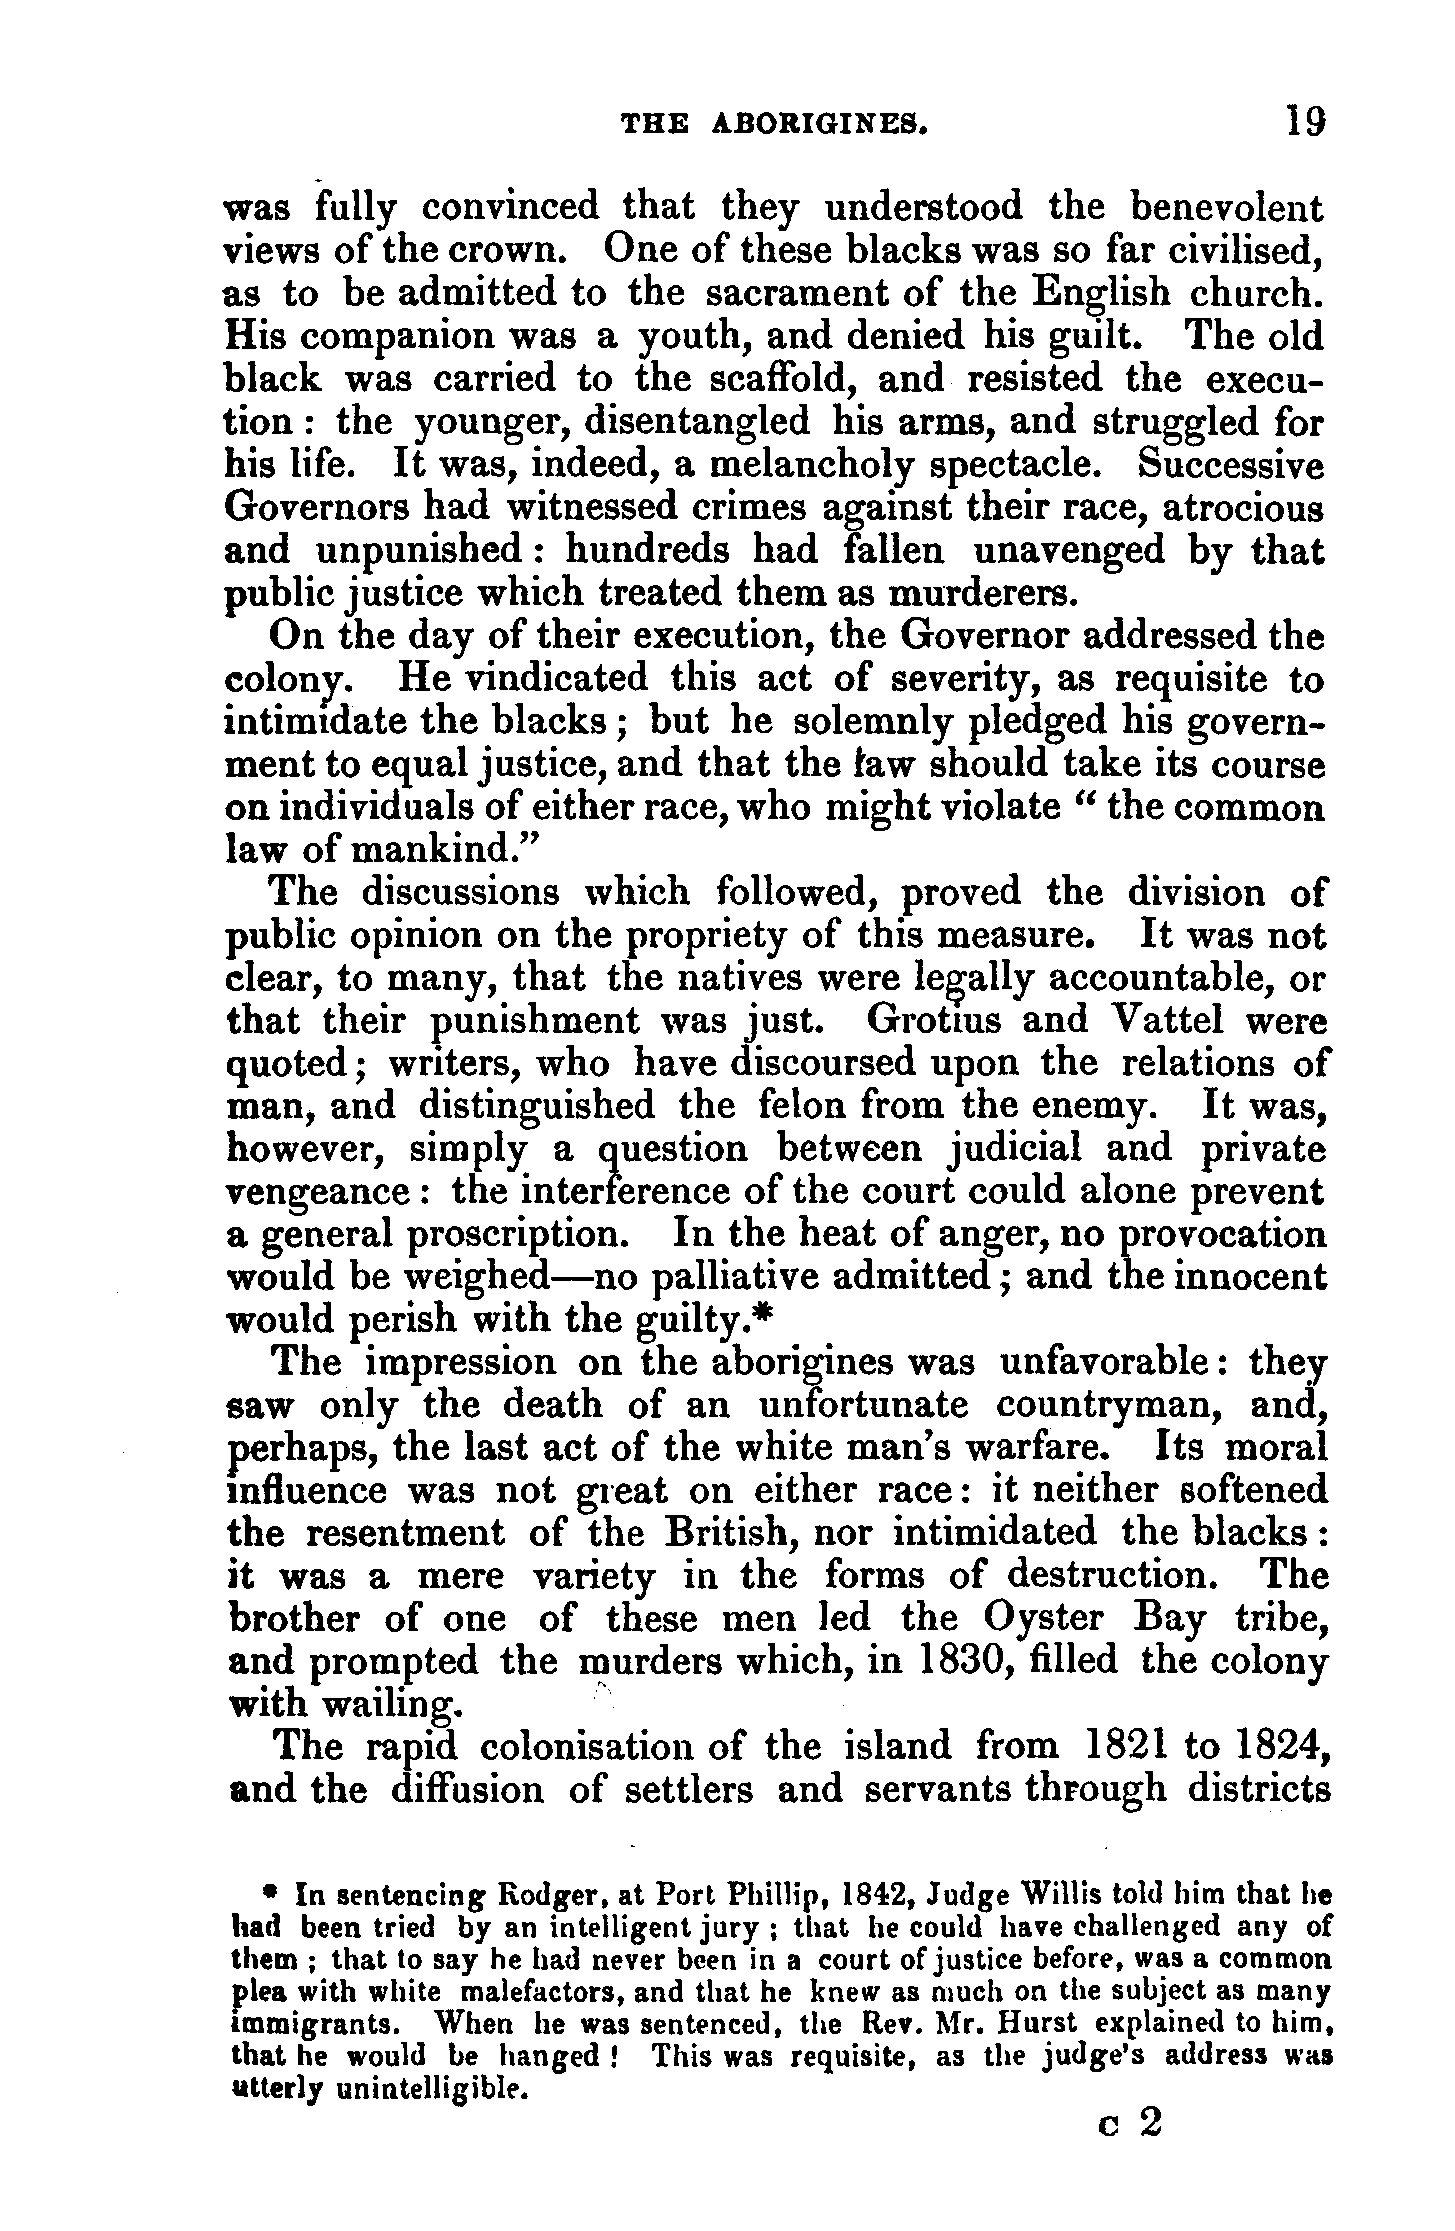 THE ABORIGINES. 19
was fully convinced that they understood the benevolent
views of the crown. One of these blacks was so far civilised,
as to be admitted to the sacrament of the English church.
His companion was a youth, and denied his guilt. The old
black was carried to the scaffold, and resisted the execu-
tion : the younger, disentangled his arms, and struggled for
his life. It was, indeed, a melancholy spectacle. Successive
Governors had witnessed crimes against their race, atrocious
and unpunished : hundreds had fallen unavenged by that
public justice which treated them as murderers.
On the day of their execution, the Governor addressed the
colony. He vindicated this act of severity, as requisite to
intimidate the blacks ; but he solemnly pledged his govern-
ment to equal justice, and that the law should take its course
on individuals of either race, who might violate " the common
law of mankind."
The discussions which followed, proved the division of
public opinion on the propriety of this measure. It was not
clear, to many, that the natives were legally accountable, or
that their punishment was just. Grotius and Vattel were
quoted ; writers, who have discoursed upon the relations of
man, and distinguished the felon from the enemy. It was,
however, simply a question between judicial and private
vengeance : the interference of the court could alone prevent
a general proscription. In the heat of anger, no provocation
would be weighed—no palliative admitted ; and the innocent
would perish with the guilty.*
The impression on the aborigines was unfavorable : they
saw only the death of an unfortunate countryman, and,
perhaps, the last act of the white man's warfare. Its moral
influence was not great on either race : it neither softened
the resentment of the British, nor intimidated the blacks :
it was a mere variety in the forms of destruction. The
brother of one of these men led the Oyster Bay tribe,
and prompted the murders which, in 1830, filled the colony
with wailing.
The rapid colonisation of the island from 1821 to 1824,
and the diffusion of settlers and servants through districts
* In sentencing Rodger, at Port Phillip, 1842, Judge Willis told him that he
had been tried by an intelligent jury ; that he could have challenged any of
them ; that to say he had never been in a court of justice before, was a common
plea with white malefactors, and that he knew as much on the subject as many
immigrants. When he was sentenced, the Rev. Mr. Hurst explained to him,
that he would be hanged ! This was requisite, as the judge's address was
utterly unintelligible.
C 2